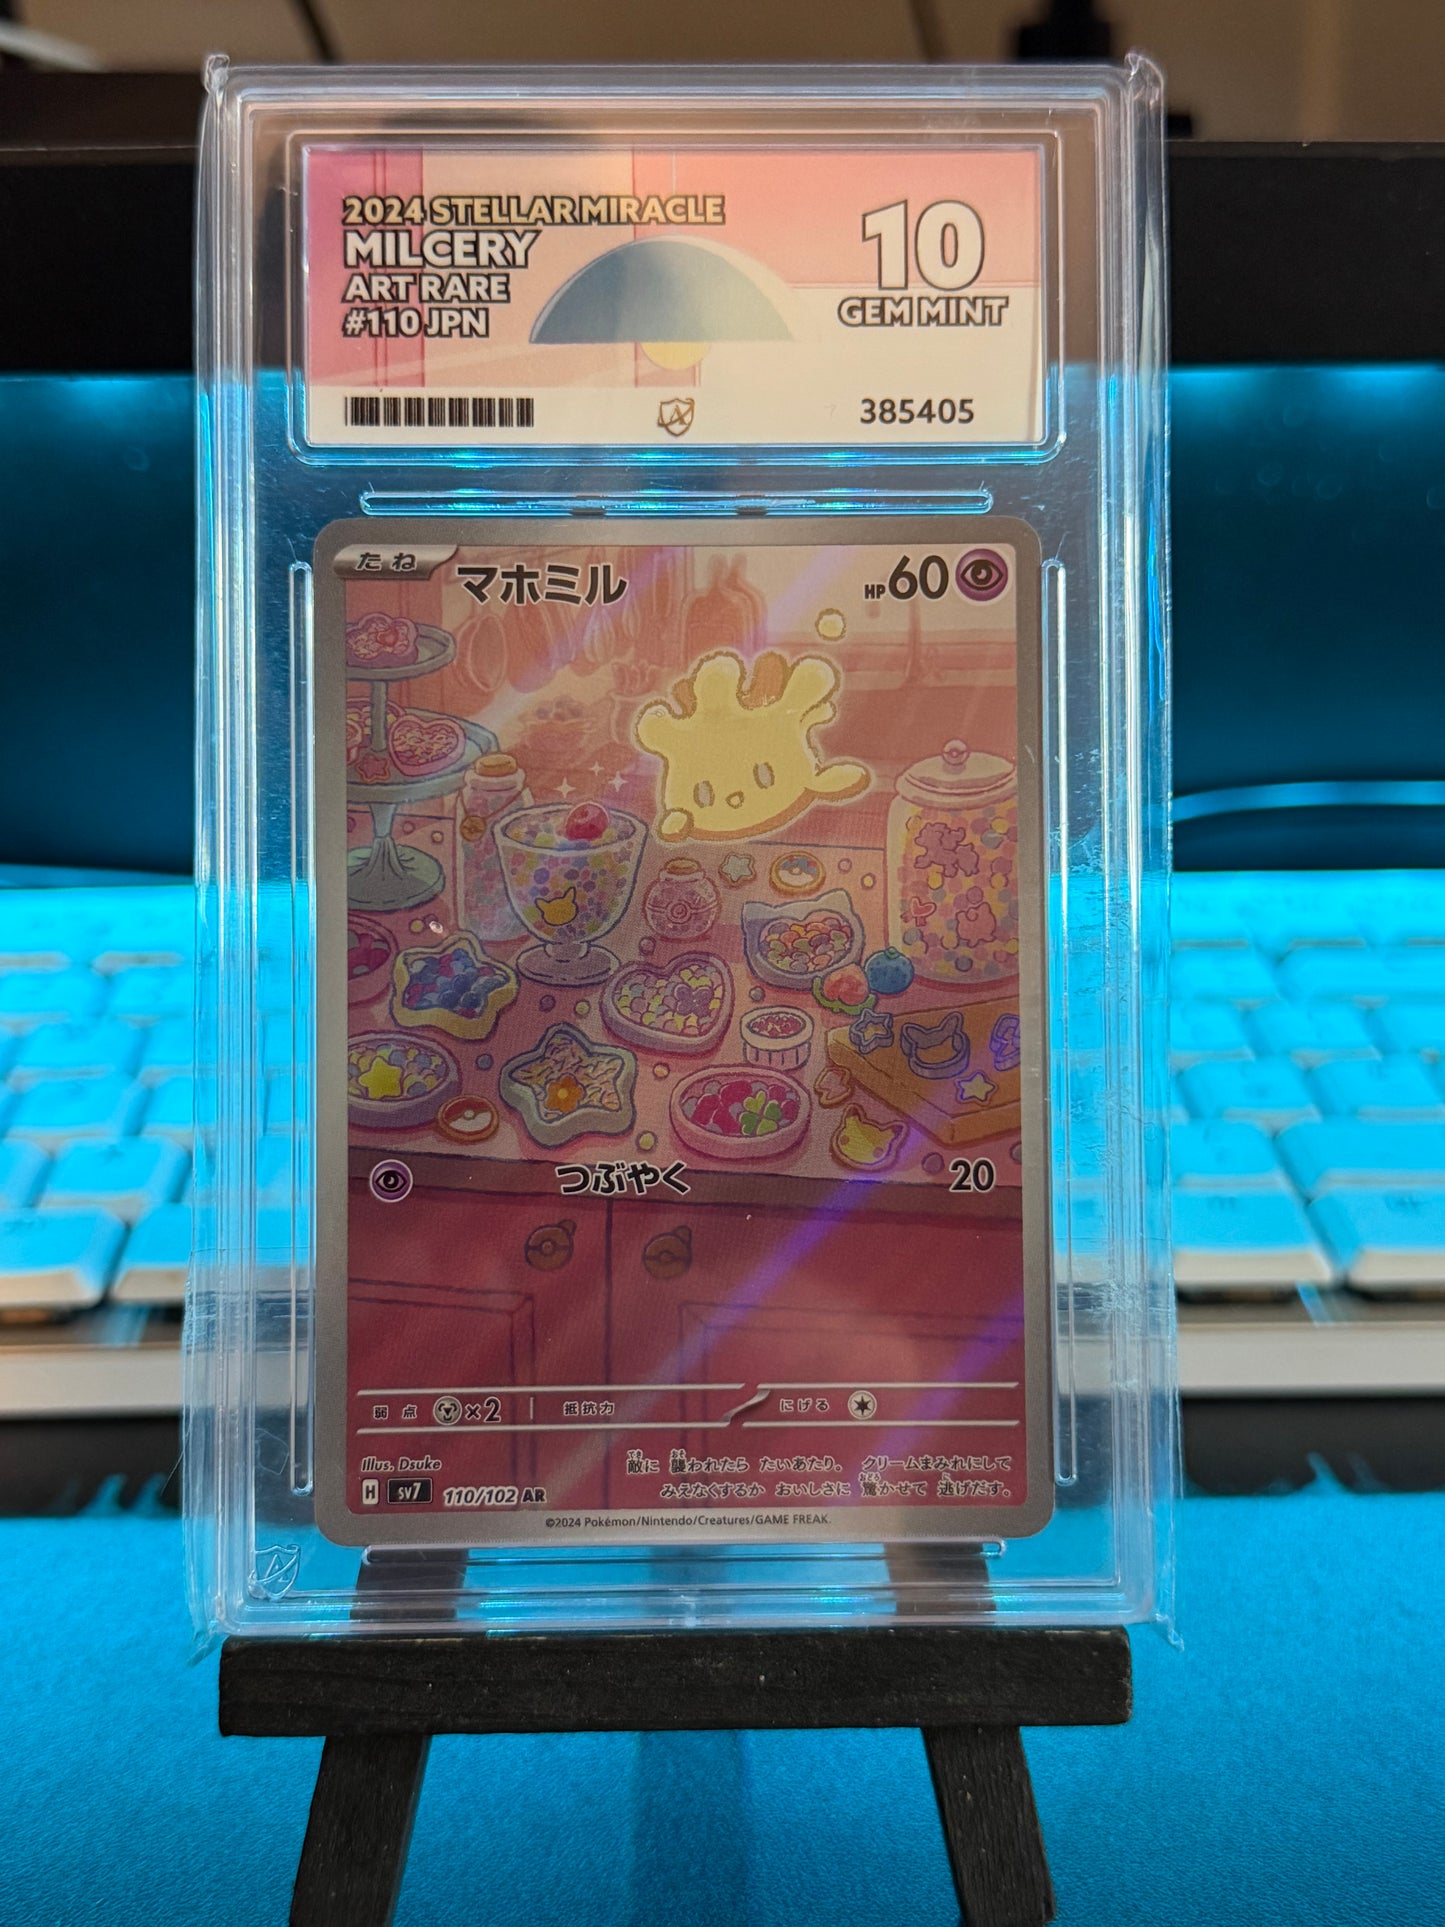 2024 STELLAR MIRACLE
MILCERY
ART RARE
#110 JPN
10
GEM MINT
385405
たね
マホミル
HP 60
つぶやく 20
弱点 ×2 抵抗力 にげる
Illus. Dsuke
敵に 襲われたら たいあたり。 クリームまみれにして
みえなくするか おいしさに 驚かせて 逃げだす。
H SV7 110/102 AR
©2024 Pokémon/Nintendo/Creatures/GAME FREAK.